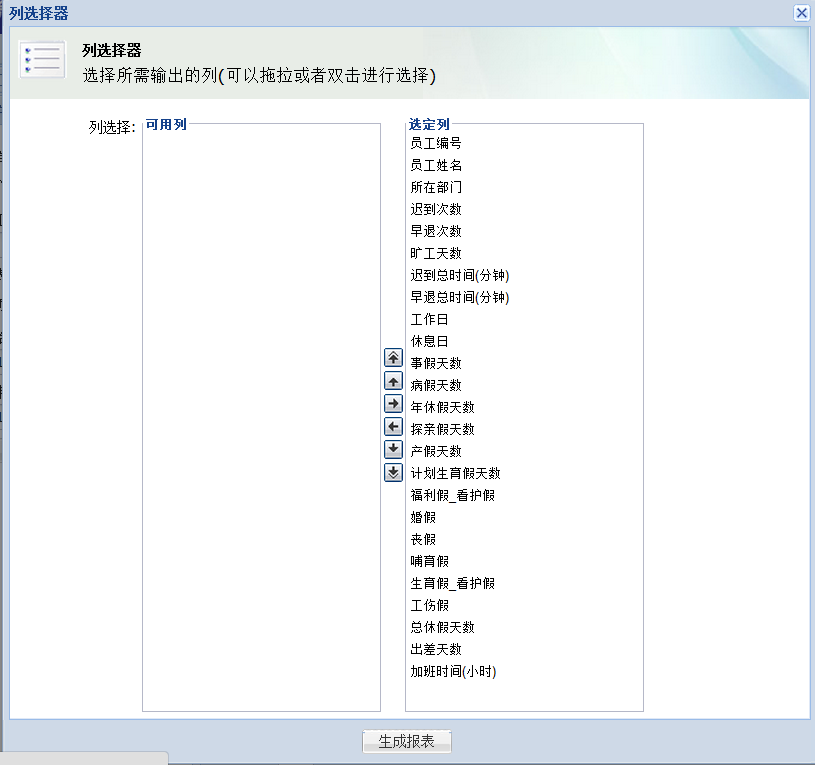 列选择器
列选择器
选择所需输出的列(可以拖拉或者双击进行选择)
列选择:
可用列
选定列
员工编号
员工姓名
所在部门
迟到次数
早退次数
旷工天数
迟到总时间(分钟)
早退总时间(分钟)
工作日
休息日
事假天数
病假天数
年休假天数
探亲假天数
产假天数
计划生育假天数
福利假_看护假
婚假
丧假
哺育假
生育假_看护假
工伤假
总休假天数
出差天数
加班时间(小时)
生成报表